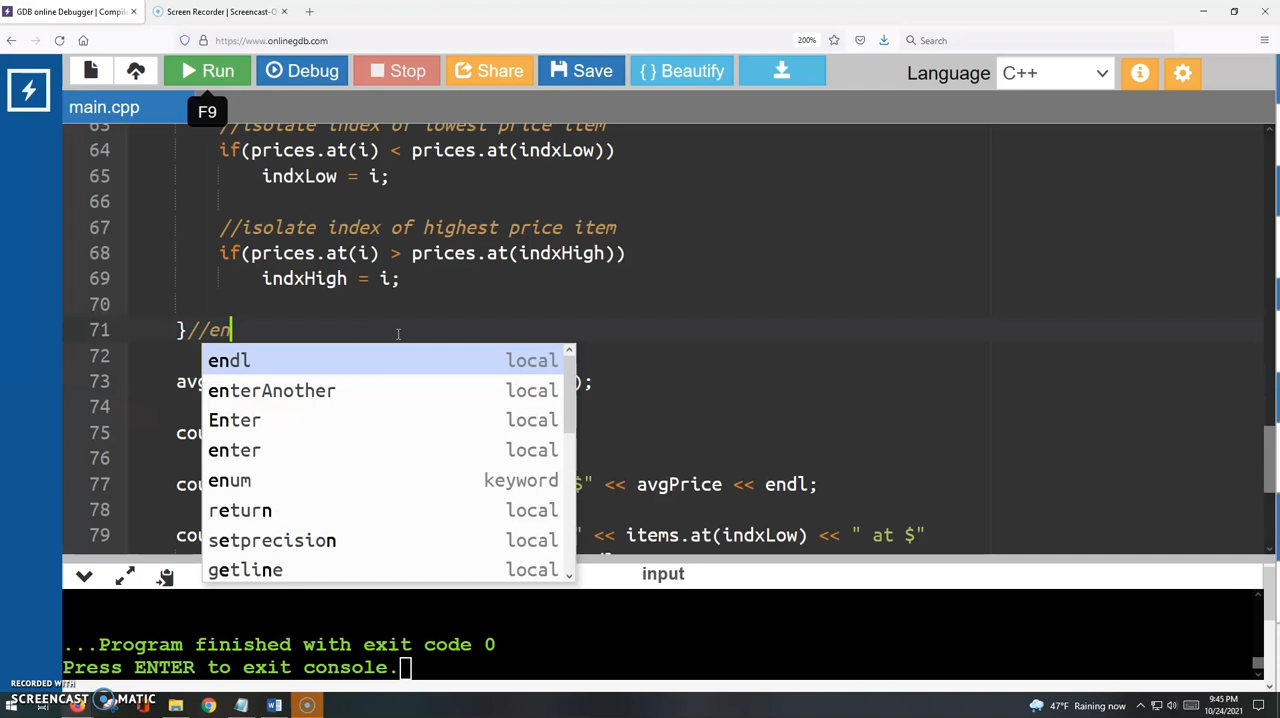 GDB online Debugger | Compile
Screen Recorder | Screencast-O
https://www.onlinegdb.com
200%
Search
Run
Debug
Stop
Share
Save
{ } Beautify
Language
C++
main.cpp
F9
63 //isolate index of lowest price item
64 if(prices.at(i) < prices.at(indxLow))
65 indxLow = i;
66
67 //isolate index of highest price item
68 if(prices.at(i) > prices.at(indxHigh))
69 indxHigh = i;
70
71 }//en
72
endl local
73 avg );
enterAnother local
74
Enter local
75 cou
enter local
76
enum keyword
77 cou $" << avgPrice << endl;
return local
78
79 cou " << items.at(indxLow) << " at $"
setprecision local
getline local
input
...Program finished with exit code 0
Press ENTER to exit console.
RECORDED WITH
SCREENCAST MATIC
47°F Raining now
9:45 PM
10/24/2021